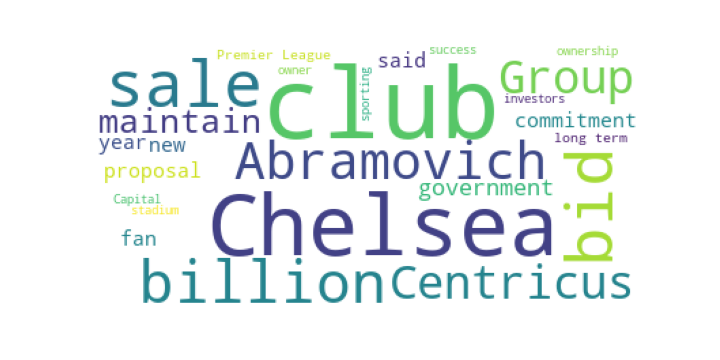 Premier League
success
ownership
sale
club
said
Group
owner
sporting
investors
maintain
commitment
year
new
long term
Abramovich
bid
proposal
government
Chelsea
Capital
stadium
fan
billion
Centricus